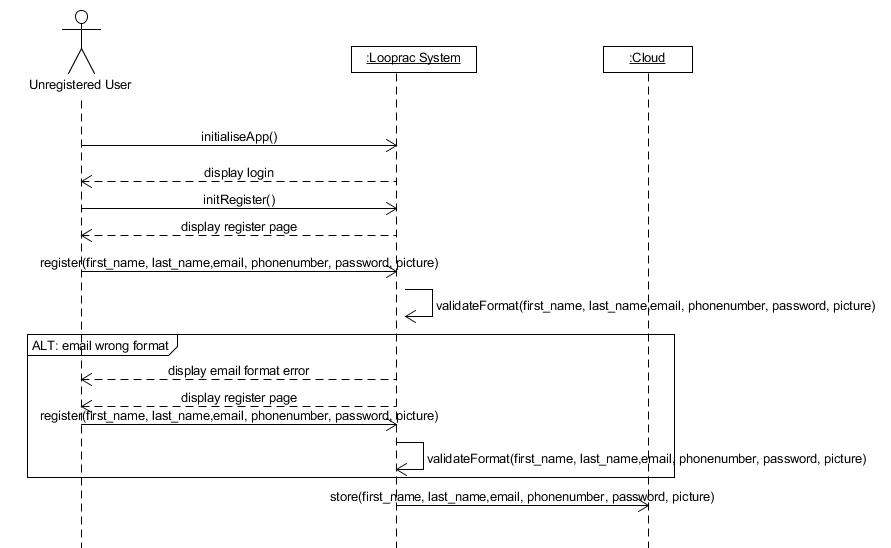 :Looprac System
:Cloud
Unregistered User
initialiseApp()
display login
initRegister()
display register page
register(first_name, last_name,email, phonenumber, password, picture)
validateFormat(first_name, last_name,email, phonenumber, password, picture)
ALT: email wrong format
display email format error
display register page
register(first_name, last_name,email, phonenumber, password, picture)
validateFormat(first_name, last_name,email, phonenumber, password, picture)
store(first_name, last_name,email, phonenumber, password, picture)